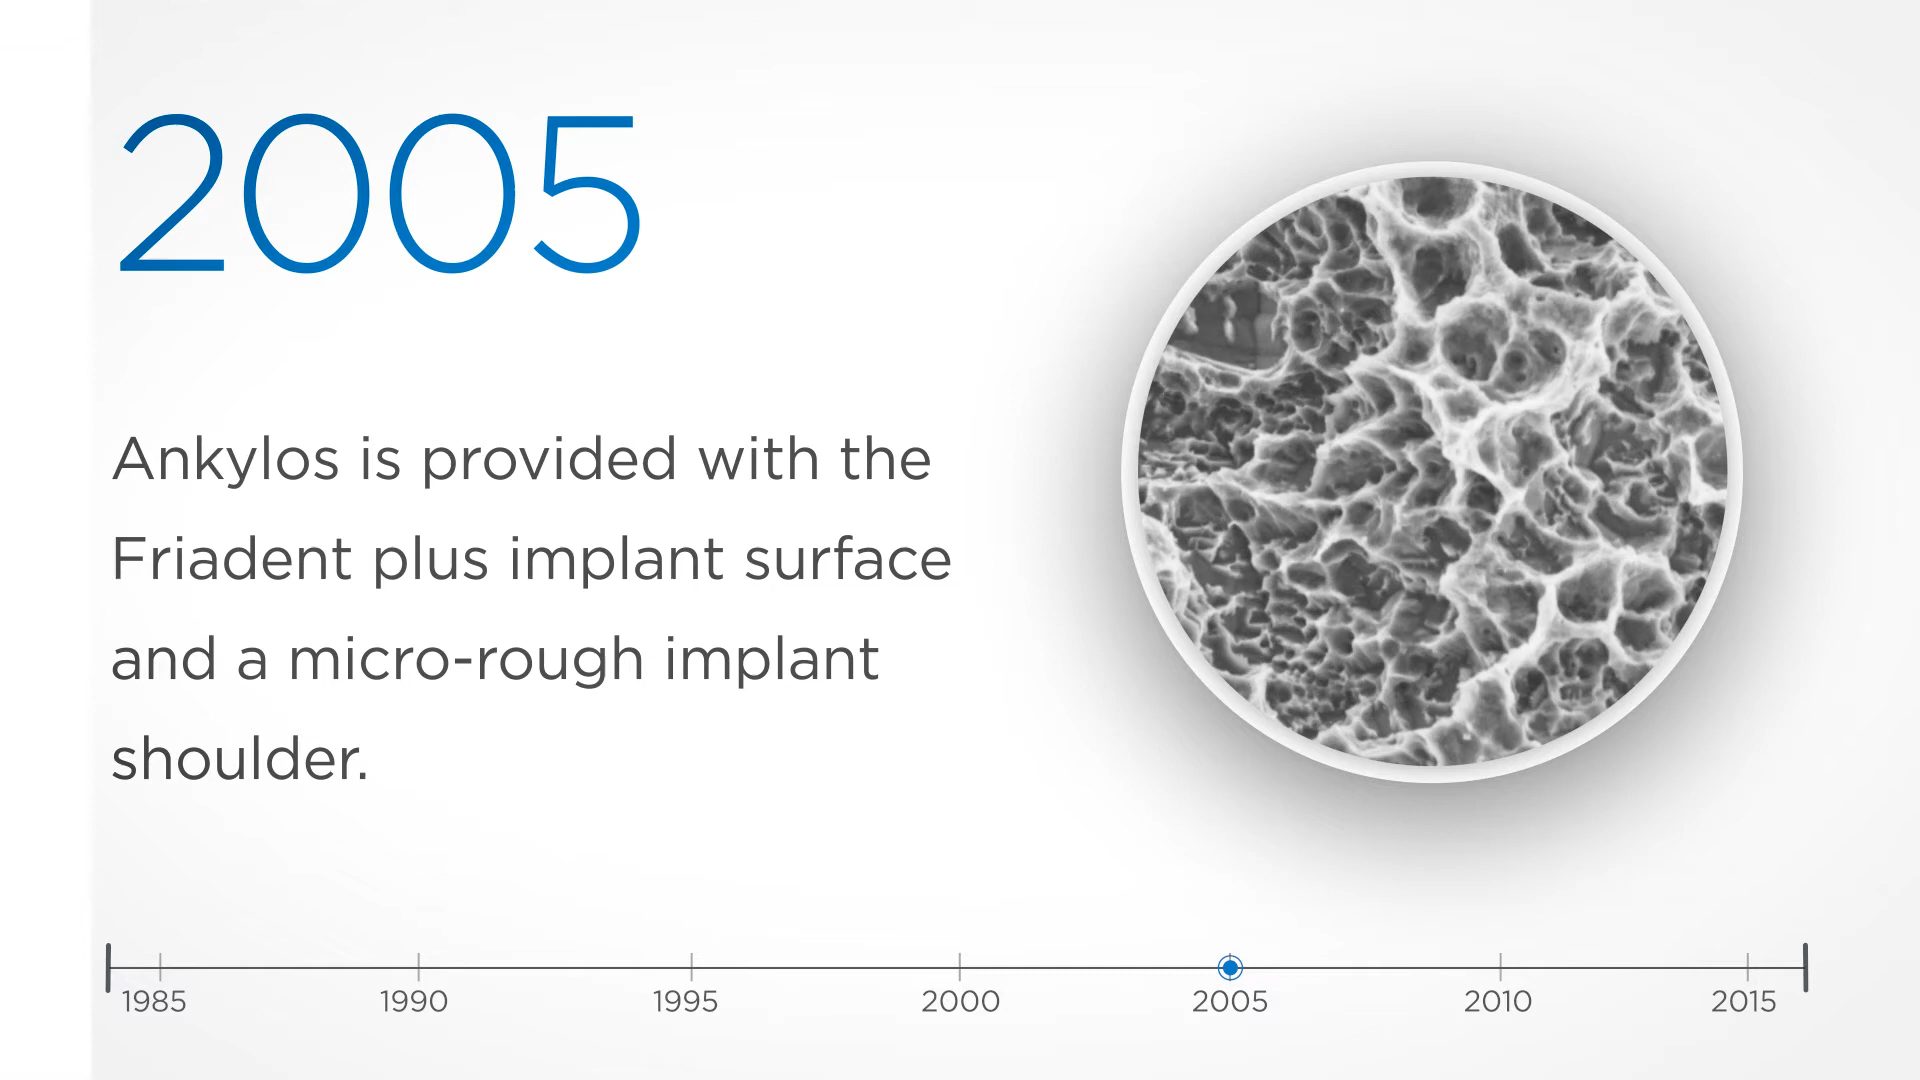 2005
Ankylos is provided with the
Friadent plus implant surface
and a micro-rough implant
shoulder.
1985 1990 1995 2000 2005 2010 2015